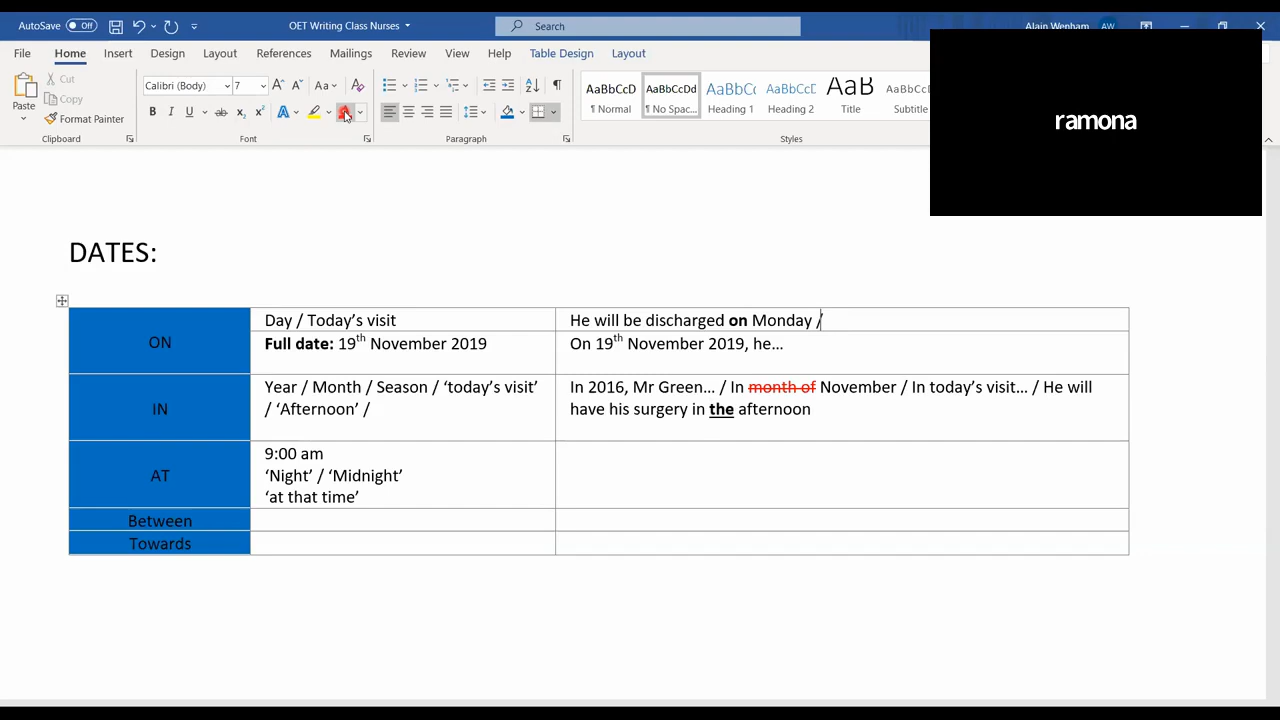 AutoSave Off OET Writing Class Nurses Search Alain Wenham AW
File Home Insert Design Layout References Mailings Review View Help Table Design Layout
Paste Cut Copy Format Painter
Calibri (Body) 7
AaBbCcD AaBbCcDd AaBbCc AaBbCcD AaB AaBbCcD
¶ Normal ¶ No Spac... Heading 1 Heading 2 Title Subtitle
Clipboard Font Paragraph Styles
ramona
DATES:
ON
Day / Today’s visit
He will be discharged on Monday /
Full date: 19th November 2019
On 19th November 2019, he…
IN
Year / Month / Season / ‘today’s visit’
/ ‘Afternoon’ /
In 2016, Mr Green… / In month of November / In today’s visit… / He will
have his surgery in the afternoon
AT
9:00 am
‘Night’ / ‘Midnight’
‘at that time’
Between
Towards